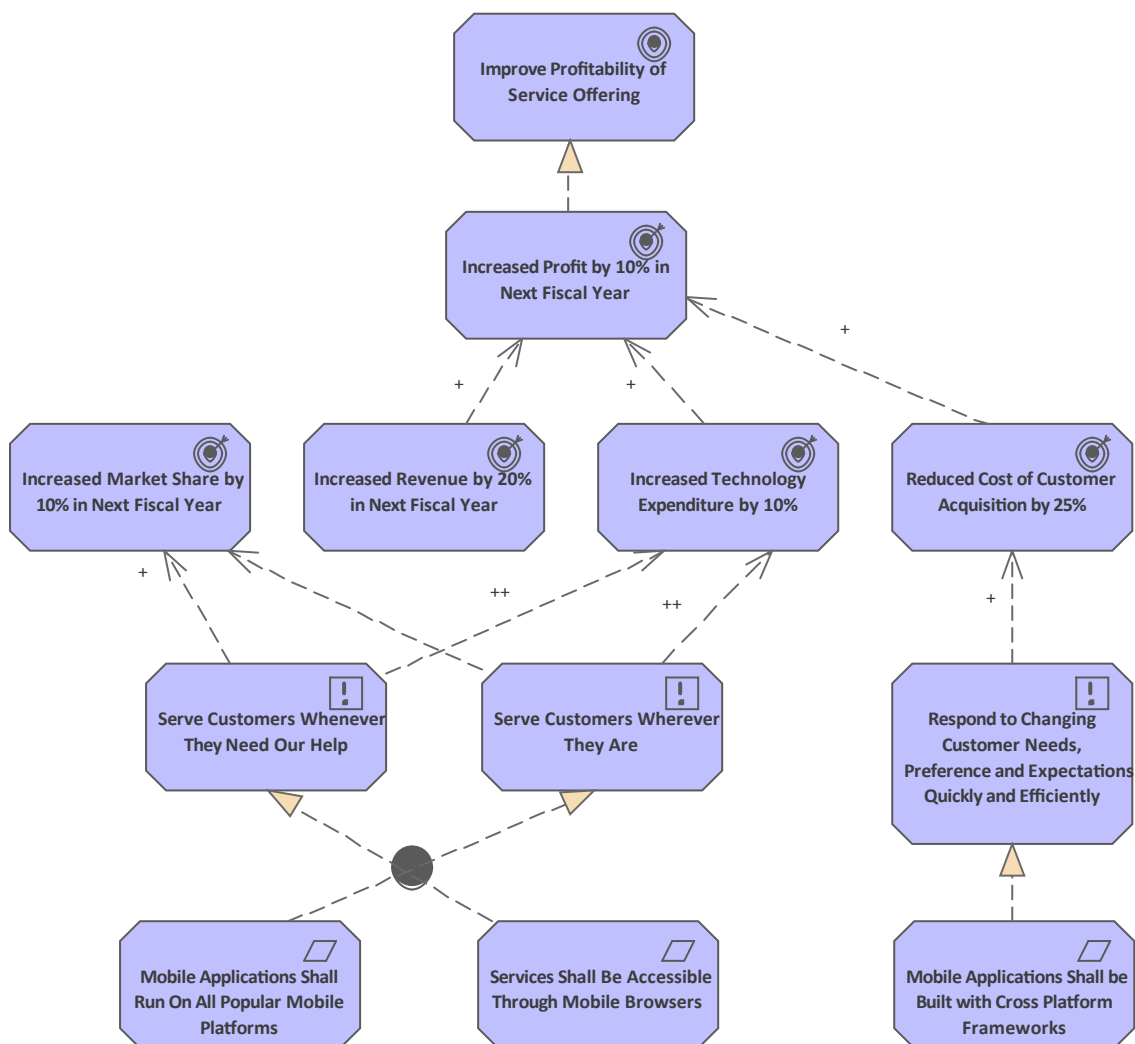 Improve Profitability of
Service Offering
Increased Profit by 10% in
Next Fiscal Year
+
+
+
Increased Market Share by
10% in Next Fiscal Year
Increased Revenue by 20%
in Next Fiscal Year
Increased Technology
Expenditure by 10%
Reduced Cost of Customer
Acquisition by 25%
+
++
++
+
Serve Customers Whenever
They Need Our Help
Serve Customers Wherever
They Are
Respond to Changing
Customer Needs,
Preference and Expectations
Quickly and Efficiently
Mobile Applications Shall
Run On All Popular Mobile
Platforms
Services Shall Be Accessible
Through Mobile Browsers
Mobile Applications Shall be
Built with Cross Platform
Frameworks